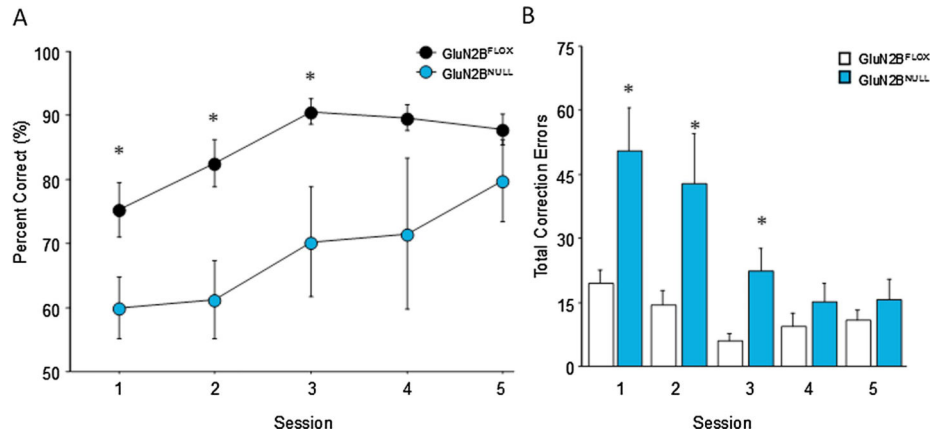 A
GluN2BFLOX
GluN2BNULL
Percent Correct (%)
100
90
80
70
60
50
*
*
*
1 2 3 4 5
Session
B
GluN2BFLOX
GluN2BNULL
Total Correction Errors
75
60
45
30
15
0
*
*
*
1 2 3 4 5
Session